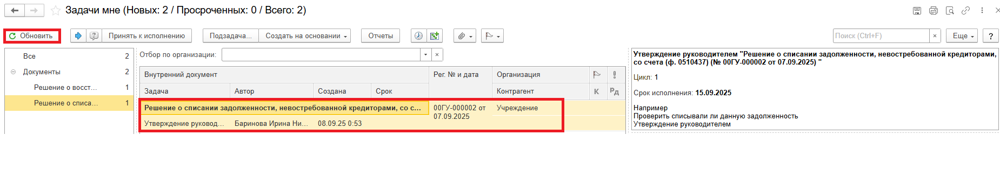 Задачи мне (Новых: 2 / Просроченных: 0 / Всего: 2)
Обновить
Принять к исполнению
Подзадача...
Создать на основании
Отчеты
Поиск (Ctrl+F)
×
Еще
?
Все 2
Документы 2
Решение о восст... 1
Решение о списа... 1
Отбор по организации:
×
Внутренний документ
Рег. № и дата
Организация
!
Задача
Автор
Создана
Срок
Контрагент
К
Рд
Решение о списании задолженности, невостребованной кредиторами, со с...
00ГУ-000002 от
07.09.2025
Учреждение
Утверждение руковод...
Баринова Ирина Ни...
08.09.25 0:53
Утверждение руководителем "Решение о списании задолженности, невостребованной кредиторами,
со счета (ф. 0510437) (№ 00ГУ-000002 от 07.09.2025) "
Цикл: 1
Срок исполнения: 15.09.2025
Например
Проверить списывали ли данную задолженность
Утверждение руководителем